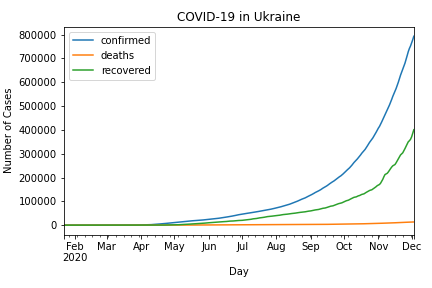 COVID-19 in Ukraine
confirmed
deaths
recovered
800000
700000
600000
500000
400000
300000
200000
100000
0
Number of Cases
Feb Mar Apr May Jun Jul Aug Sep Oct Nov Dec
2020
Day